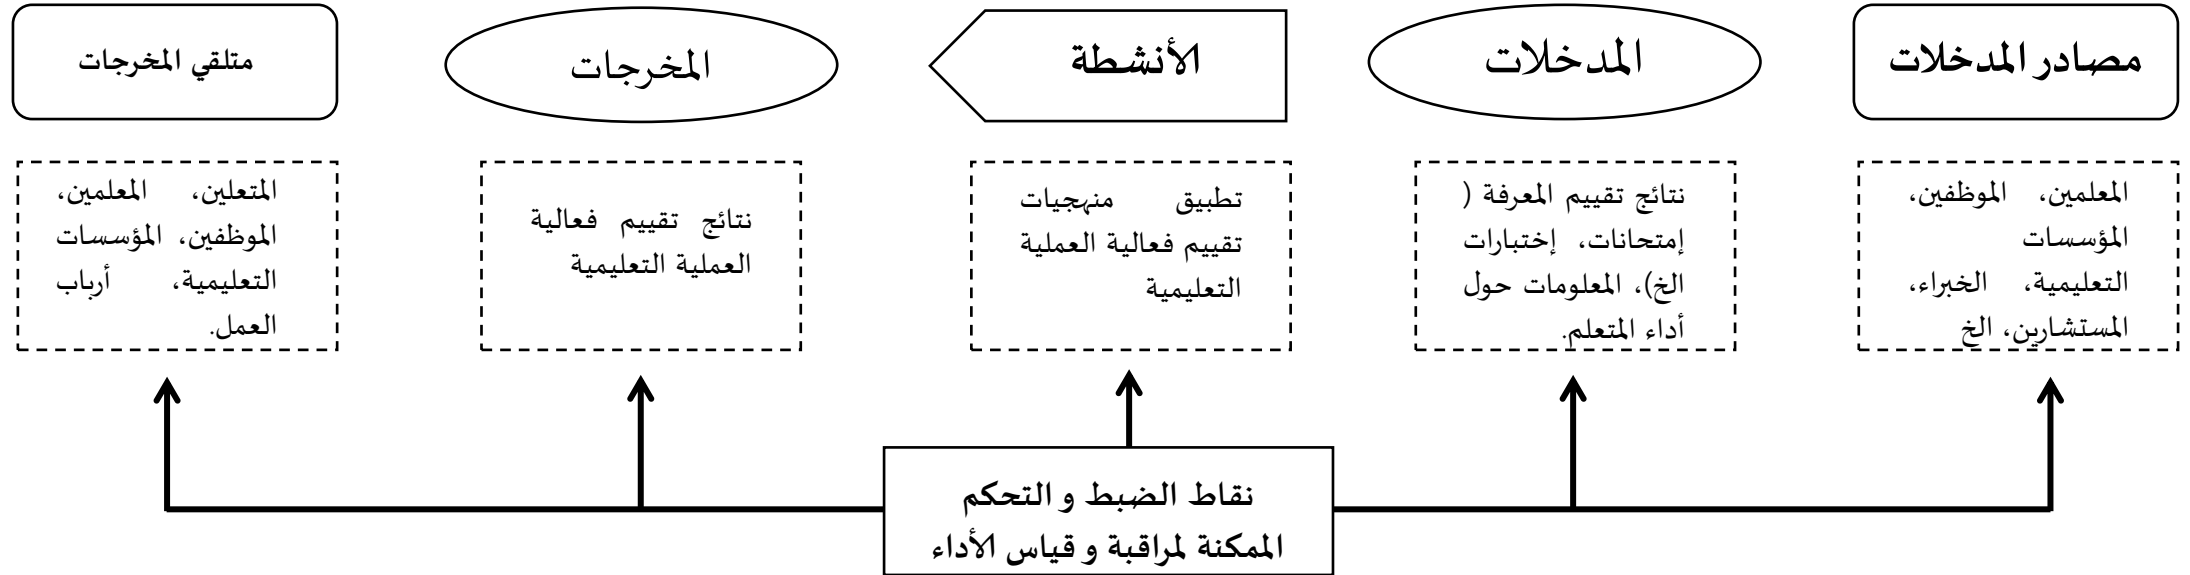 مصادر المدخلات
المدخلات
الأنشطة
المخرجات
متلقي المخرجات
المعلمين، الموظفين،
المؤسسات
التعليمية، الخبراء،
المستشارين، الخ
نتائج تقييم المعرفة (
إمتحانات، إختبارات
الخ)، المعلومات حول
أداء المتعلم.
تطبيق منهجيات
تقييم فعالية العملية
التعليمية
نتائج تقييم فعالية
العملية التعليمية
المتعلين، المعلمين،
الموظفين، المؤسسات
التعليمية، أرباب
العمل.
نقاط الضبط و التحكم
الممكنة لمراقبة و قياس الأداء